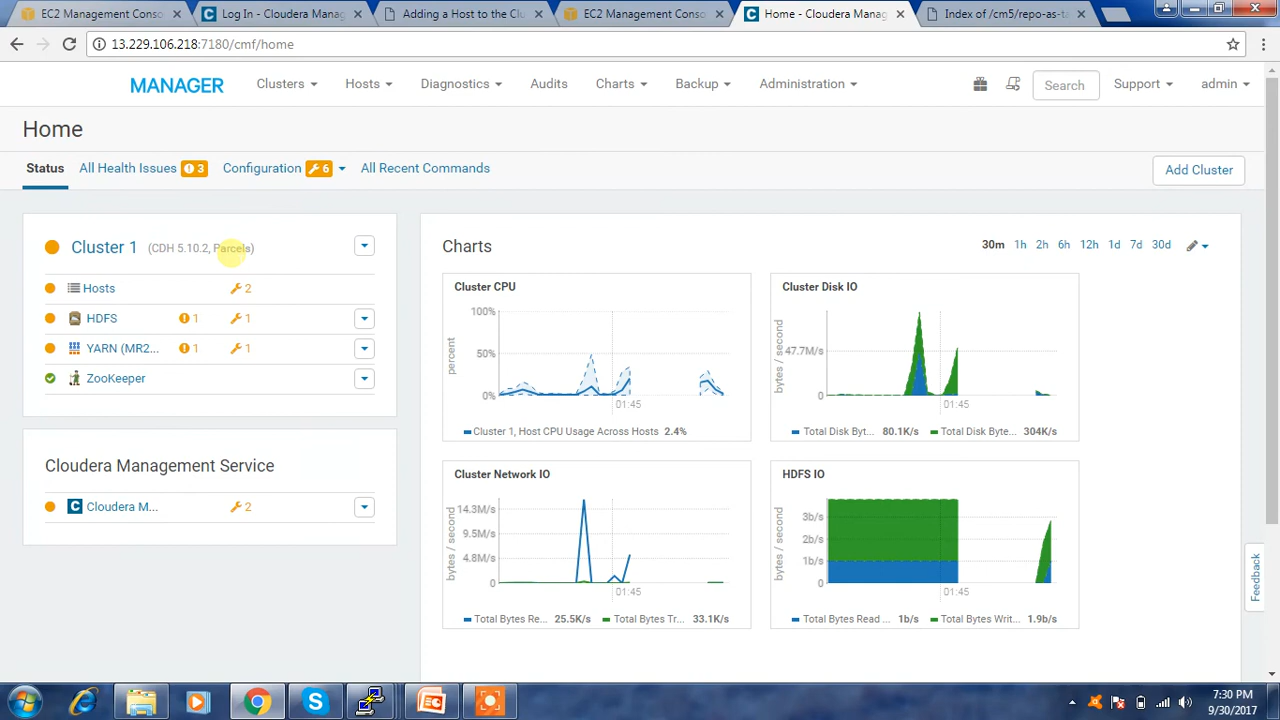 EC2 Management Conso
Log In - Cloudera Manag
Adding a Host to the Clu
EC2 Management Conso
Home - Cloudera Manag
Index of /cm5/repo-as-ta
13.229.106.218:7180/cmf/home
MANAGER
Clusters
Hosts
Diagnostics
Audits
Charts
Backup
Administration
Search
Support
admin
Home
Status
All Health Issues 3
Configuration 6
All Recent Commands
Add Cluster
Cluster 1 (CDH 5.10.2, Parcels)
Hosts 2
HDFS 1 1
YARN (MR2... 1 1
ZooKeeper
Cloudera Management Service
Cloudera M... 2
Charts
30m 1h 2h 6h 12h 1d 7d 30d
Cluster CPU
percent
100%
50%
0%
01:45
Cluster 1, Host CPU Usage Across Hosts 2.4%
Cluster Disk IO
bytes / second
47.7M/s
0
01:45
Total Disk Byt... 80.1K/s Total Disk Byte... 304K/s
Cluster Network IO
bytes / second
14.3M/s
9.5M/s
4.8M/s
0
01:45
Total Bytes Re... 25.5K/s Total Bytes Tr... 33.1K/s
HDFS IO
bytes / second
3b/s
2b/s
1b/s
0
01:45
Total Bytes Read ... 1b/s Total Bytes Writ... 1.9b/s
Feedback
7:30 PM
9/30/2017